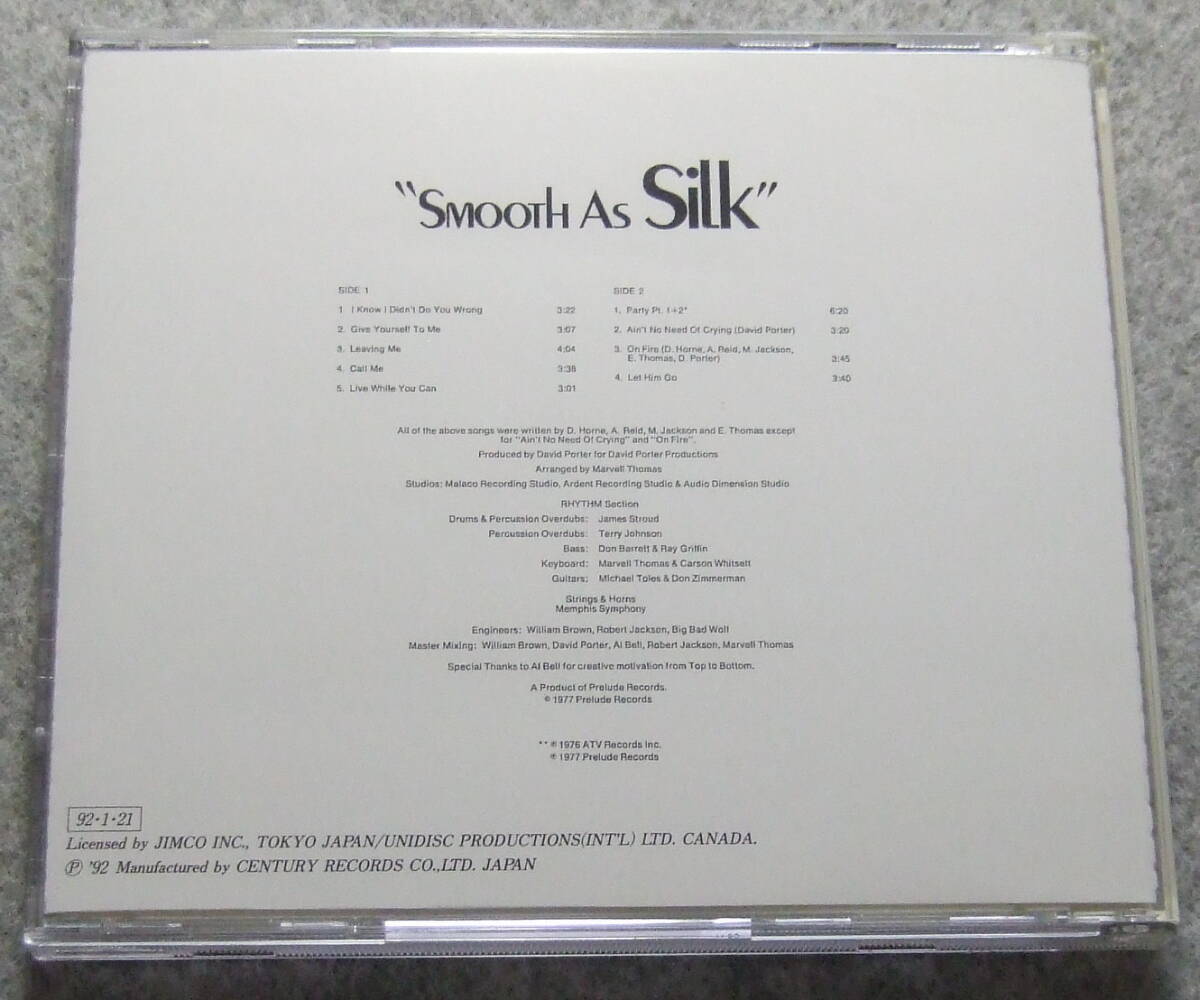 “Smooth As Silk”
SIDE 1
1 I Know I Didn't Do You Wrong 3:22
2. Give Yourself To Me 3:07
3. Leaving Me 4:04
4. Call Me 3:38
5. Live While You Can 3:01
SIDE 2
1. Party Pt. 1+2* 6:20
2. Ain't No Need Of Crying (David Porter) 3:20
3. On Fire (D. Horne, A. Reid, M. Jackson,
E. Thomas, D. Porter) 3:45
4. Let Him Go 3:40
All of the above songs were written by D. Horne, A. Reid, M. Jackson and E. Thomas except
for "Ain't No Need Of Crying" and "On Fire".
Produced by David Porter for David Porter Productions
Arranged by Marvell Thomas
Studios: Malaco Recording Studio, Ardent Recording Studio & Audio Dimension Studio
RHYTHM Section
Drums & Percussion Overdubs: James Stroud
Percussion Overdubs: Terry Johnson
Bass: Don Barrett & Ray Griffin
Keyboard: Marvell Thomas & Carson Whitsett
Guitars: Michael Toles & Don Zimmerman
Strings & Horns
Memphis Symphony
Engineers: William Brown, Robert Jackson, Big Bad Wolf
Master Mixing: William Brown, David Porter, Al Bell, Robert Jackson, Marvell Thomas
Special Thanks to Al Bell for creative motivation from Top to Bottom.
A Product of Prelude Records.
© 1977 Prelude Records
** ℗ 1976 ATV Records Inc.
℗ 1977 Prelude Records
92・1・21
Licensed by JIMCO INC., TOKYO JAPAN/UNIDISC PRODUCTIONS(INT'L) LTD. CANADA.
℗ '92 Manufactured by CENTURY RECORDS CO.,LTD. JAPAN